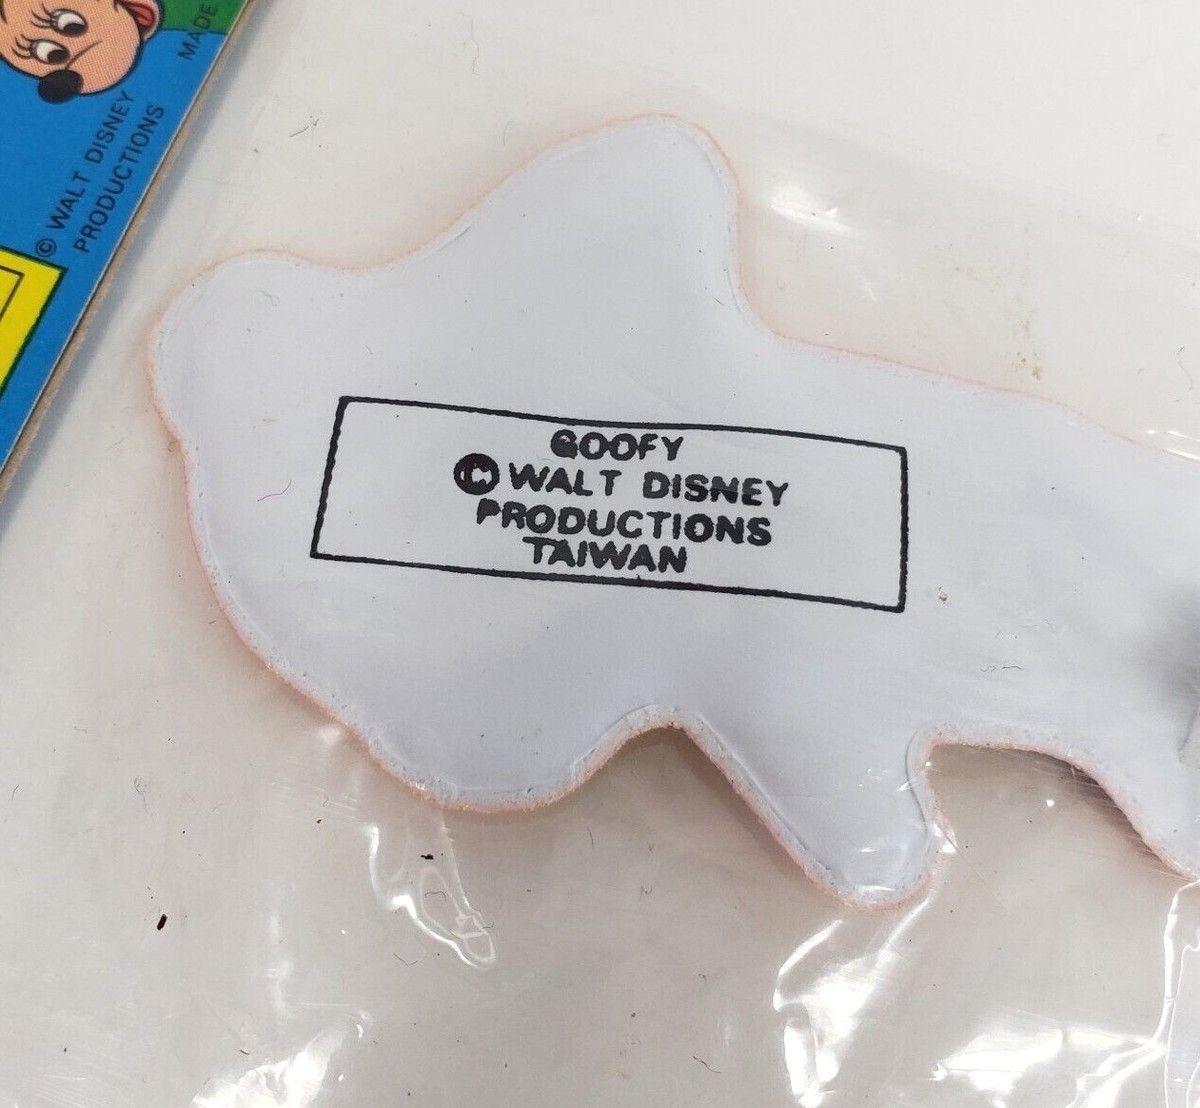 © WALT DISNEY
PRODUCTIONS
MADE
GOOFY
© WALT DISNEY
PRODUCTIONS
TAIWAN